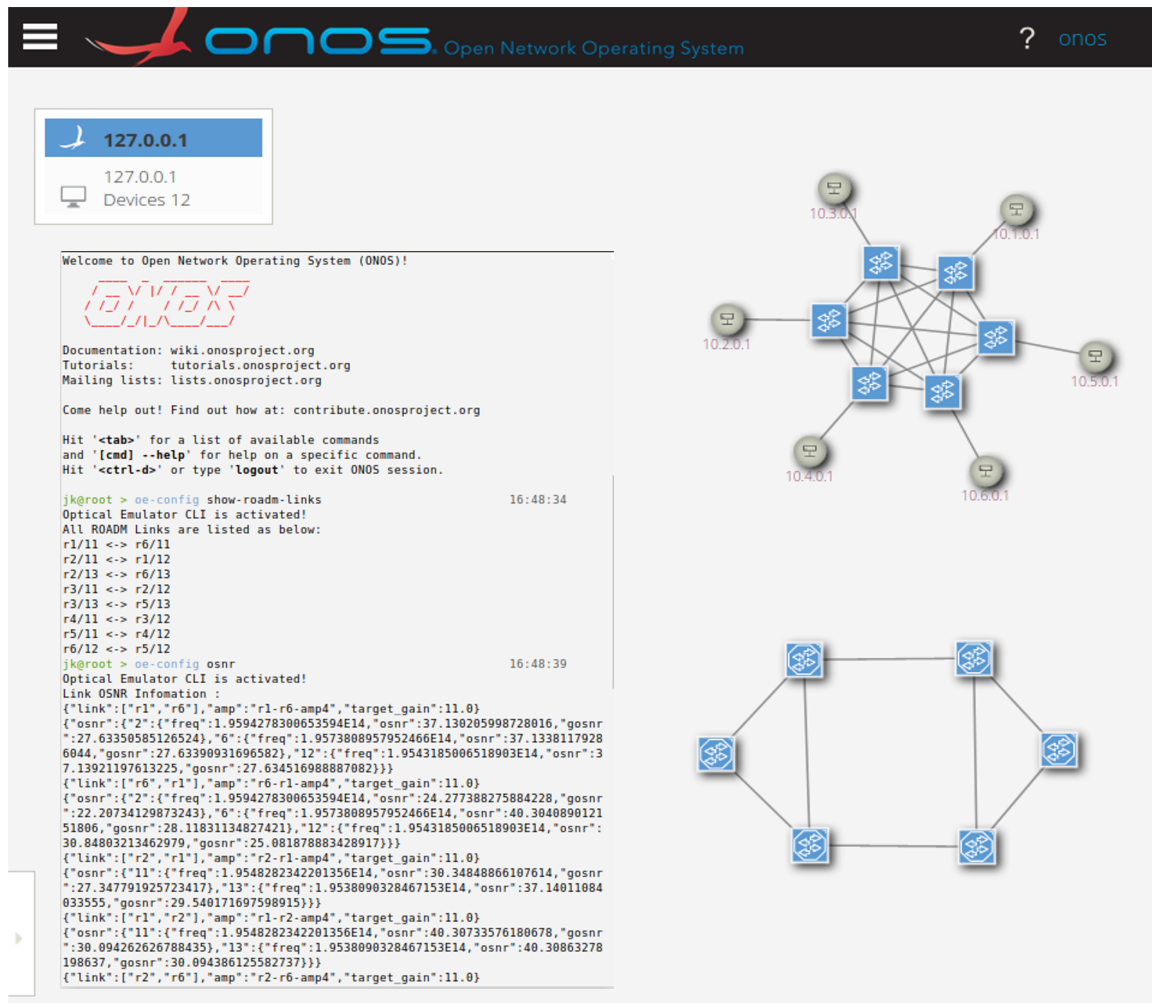 onos. Open Network Operating System
? onos
127.0.0.1
127.0.0.1
Devices 12
Welcome to Open Network Operating System (ONOS)!
Documentation: wiki.onosproject.org
Tutorials: tutorials.onosproject.org
Mailing lists: lists.onosproject.org
Come help out! Find out how at: contribute.onosproject.org
Hit '<tab>' for a list of available commands
and '[cmd] --help' for help on a specific command.
Hit '<ctrl-d>' or type 'logout' to exit ONOS session.
jk@root > oe-config show-roadm-links 16:48:34
Optical Emulator CLI is activated!
All ROADM Links are listed as below:
r1/11 <-> r6/11
r2/11 <-> r1/12
r2/13 <-> r6/13
r3/11 <-> r2/12
r3/13 <-> r5/13
r4/11 <-> r3/12
r5/11 <-> r4/12
r6/12 <-> r5/12
jk@root > oe-config osnr 16:48:39
Optical Emulator CLI is activated!
Link OSNR Infomation :
{"link":["r1","r6"],"amp":"r1-r6-amp4","target_gain":11.0}
{"osnr":{"2":{"freq":1.9594278300653594E14,"osnr":37.130205998728016,"gosnr
":27.63350585126524},"6":{"freq":1.9573808957952466E14,"osnr":37.1338117928
6044,"gosnr":27.63390931696582},"12":{"freq":1.9543185006518903E14,"osnr":3
7.13921197613225,"gosnr":27.634516988887082}}}
{"link":["r6","r1"],"amp":"r6-r1-amp4","target_gain":11.0}
{"osnr":{"2":{"freq":1.9594278300653594E14,"osnr":24.277388275884228,"gosnr
":22.20734129873243},"6":{"freq":1.9573808957952466E14,"osnr":40.3040890121
51806,"gosnr":28.11831134827421},"12":{"freq":1.9543185006518903E14,"osnr":
30.84803213462979,"gosnr":25.081878883428917}}}
{"link":["r2","r1"],"amp":"r2-r1-amp4","target_gain":11.0}
{"osnr":{"11":{"freq":1.9548282342201356E14,"osnr":30.34848866107614,"gosnr
":27.347791925723417},"13":{"freq":1.9538090328467153E14,"osnr":37.14011084
033555,"gosnr":29.540171697598915}}}
{"link":["r1","r2"],"amp":"r1-r2-amp4","target_gain":11.0}
{"osnr":{"11":{"freq":1.9548282342201356E14,"osnr":40.30733576180678,"gosnr
":30.094262626788435},"13":{"freq":1.9538090328467153E14,"osnr":40.30863278
198637,"gosnr":30.094386125582737}}}
{"link":["r2","r6"],"amp":"r2-r6-amp4","target_gain":11.0}
10.3.0.1
10.1.0.1
10.2.0.1
10.5.0.1
10.4.0.1
10.6.0.1